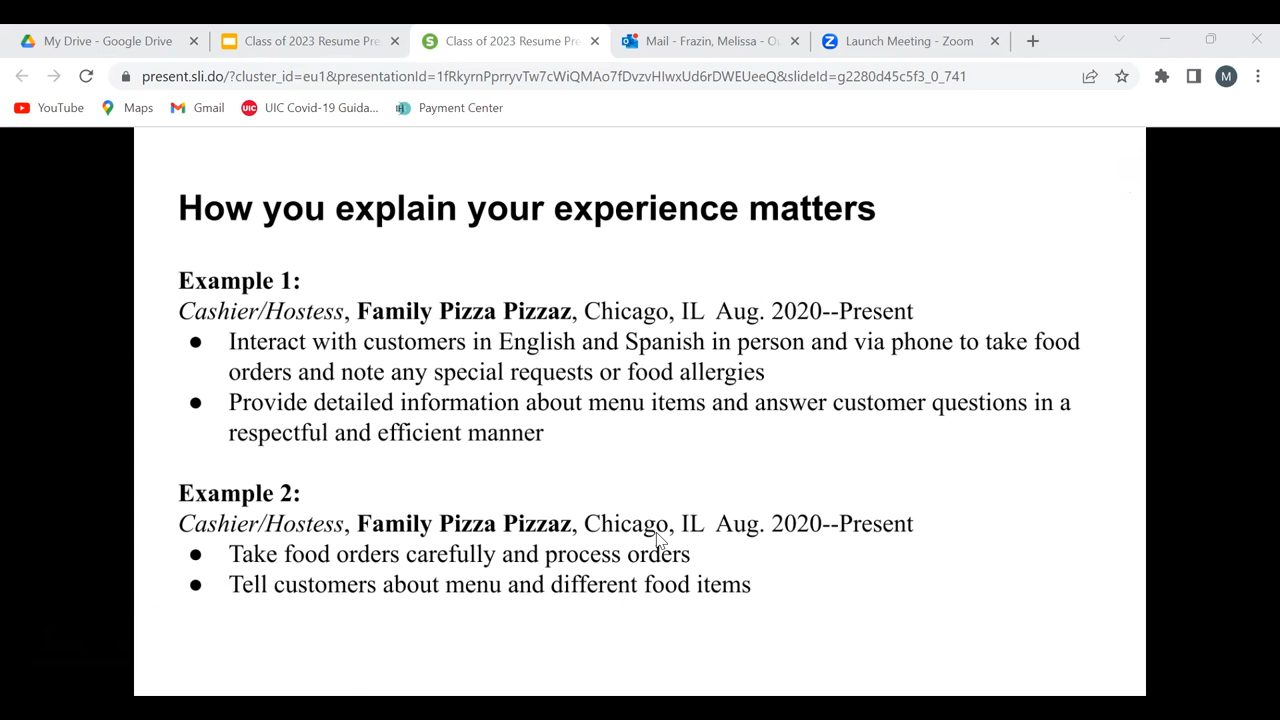 My Drive - Google Drive
Class of 2023 Resume Pre
Class of 2023 Resume Pre
Mail - Frazin, Melissa - Ou
Launch Meeting - Zoom
present.sli.do/?cluster_id=eu1&presentationId=1fRkyrnPprryvTw7cWiQMAo7fDvzvHIwxUd6rDWEUeeQ&slideId=g2280d45c5f3_0_741
M
YouTube
Maps
Gmail
UIC UIC Covid-19 Guida...
Payment Center
How you explain your experience matters
Example 1:
Cashier/Hostess, Family Pizza Pizzaz, Chicago, IL Aug. 2020--Present
● Interact with customers in English and Spanish in person and via phone to take food
orders and note any special requests or food allergies
● Provide detailed information about menu items and answer customer questions in a
respectful and efficient manner
Example 2:
Cashier/Hostess, Family Pizza Pizzaz, Chicago, IL Aug. 2020--Present
● Take food orders carefully and process orders
● Tell customers about menu and different food items